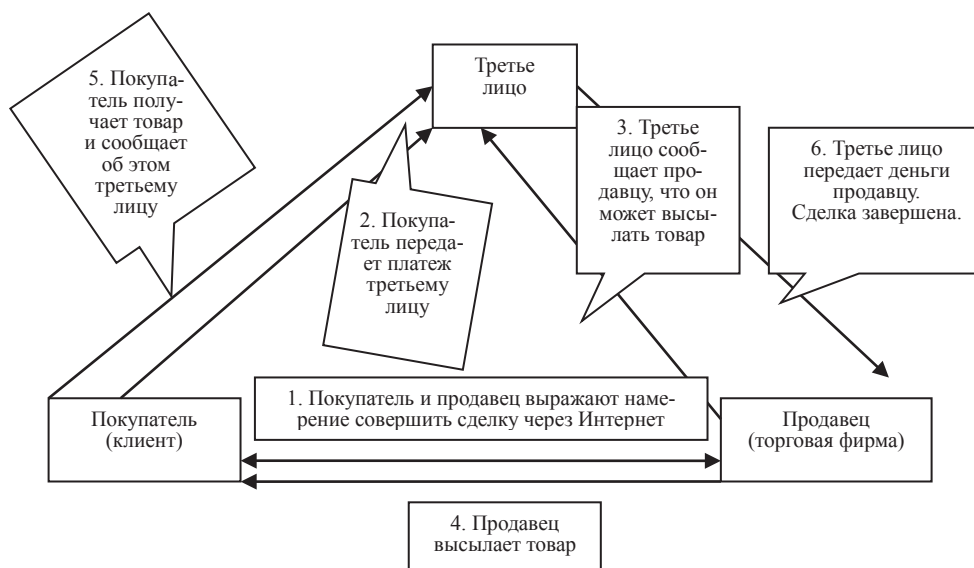 5. Покупа-
тель полу-
чает товар
и сообщает
об этом
третьему
лицу
Третье
лицо
2. Покупа-
тель переда-
ет платеж
третьему
лицу
3. Третье
лицо сооб-
щает про-
давцу, что он
может высы-
лать товар
6. Третье лицо
передает деньги
продавцу.
Сделка завершена.
Покупатель
(клиент)
1. Покупатель и продавец выражают наме-
рение совершить сделку через Интернет
Продавец
(торговая фирма)
4. Продавец
высылает товар